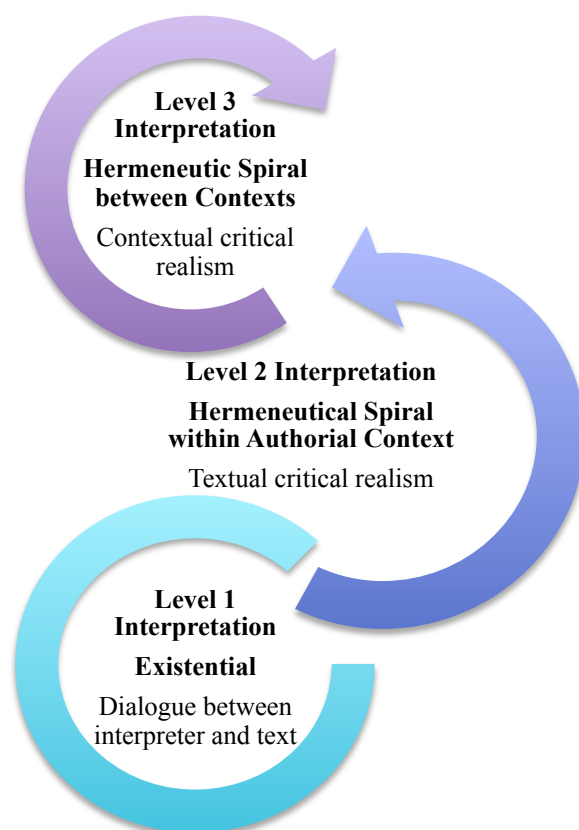 Level 3
Interpretation
Hermeneutic Spiral
between Contexts
Contextual critical
realism
Level 2 Interpretation
Hermeneutical Spiral
within Authorial Context
Textual critical realism
Level 1
Interpretation
Existential
Dialogue between
interpreter and text